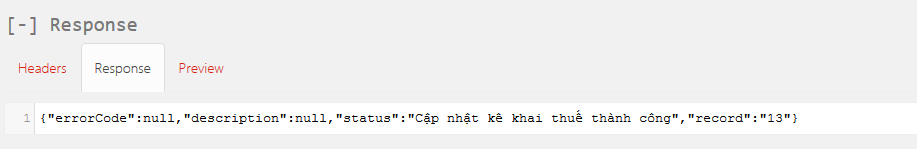 [-] Response
Headers Response Preview
1 {"errorCode":null,"description":null,"status":"Cập nhật kê khai thuế thành công","record":"13"}